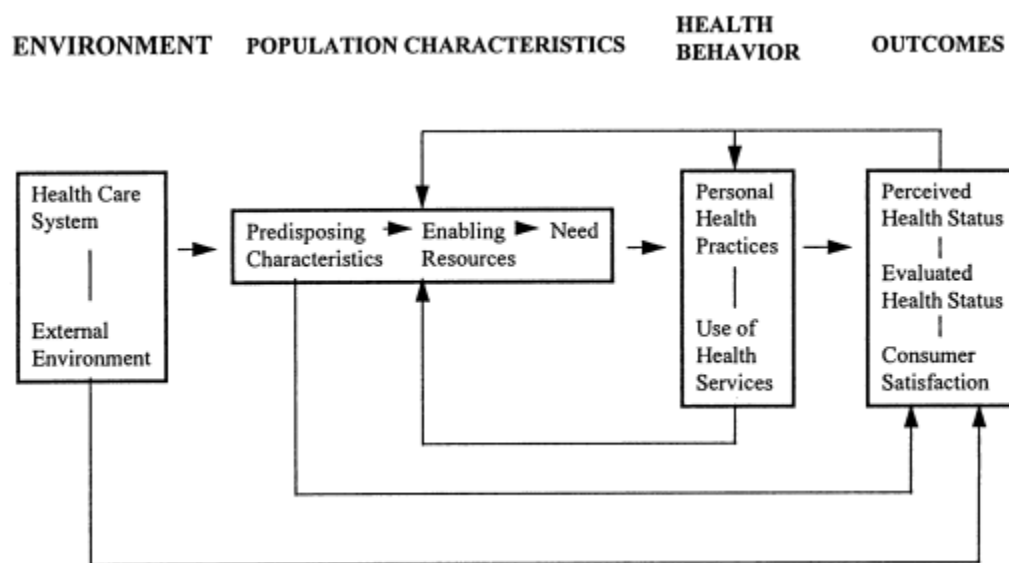 ENVIRONMENT
POPULATION CHARACTERISTICS
HEALTH
BEHAVIOR
OUTCOMES
Health Care
System
External
Environment
Predisposing
Characteristics
Enabling
Resources
Need
Personal
Health
Practices
Use of
Health
Services
Perceived
Health Status
Evaluated
Health Status
Consumer
Satisfaction